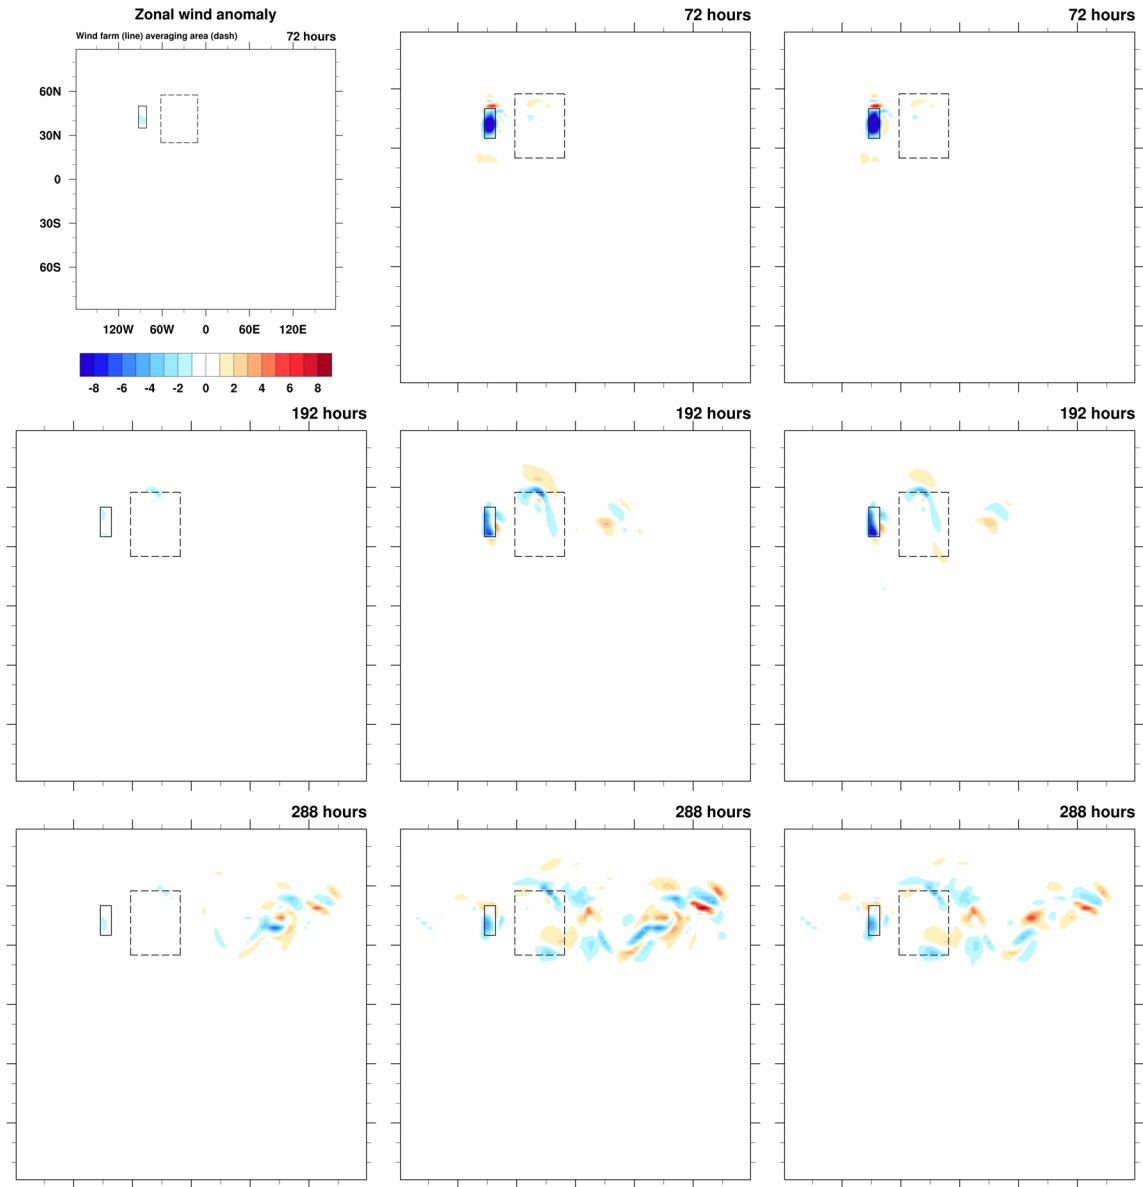 Zonal wind anomaly
Wind farm (line) averaging area (dash) 72 hours
72 hours
72 hours
60N
30N
0
30S
60S
120W 60W 0 60E 120E
-8 -6 -4 -2 0 2 4 6 8
192 hours
192 hours
192 hours
288 hours
288 hours
288 hours